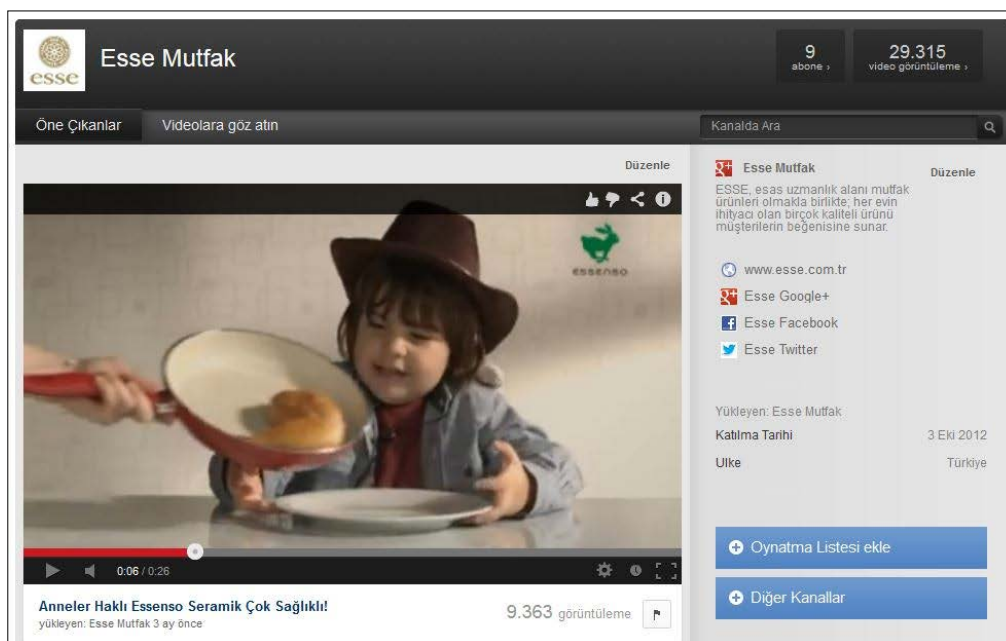 esse
Esse Mutfak
9
abone ›
29.315
video görüntüleme ›
Öne Çıkanlar
Videolara göz atın
Kanalda Ara
Düzenle
essenso
0:06 / 0:26
Anneler Haklı Essenso Seramik Çok Sağlıklı!
yükleyen: Esse Mutfak 3 ay önce
9.363 görüntüleme
Esse Mutfak
Düzenle
ESSE, esas uzmanlık alanı mutfak
ürünleri olmakla birlikte; her evin
ihtiyacı olan birçok kaliteli ürünü
müşterilerin beğenisine sunar.
www.esse.com.tr
Esse Google+
Esse Facebook
Esse Twitter
Yükleyen: Esse Mutfak
Katılma Tarihi 3 Eki 2012
Ulke Türkiye
Oynatma Listesi ekle
Diğer Kanallar